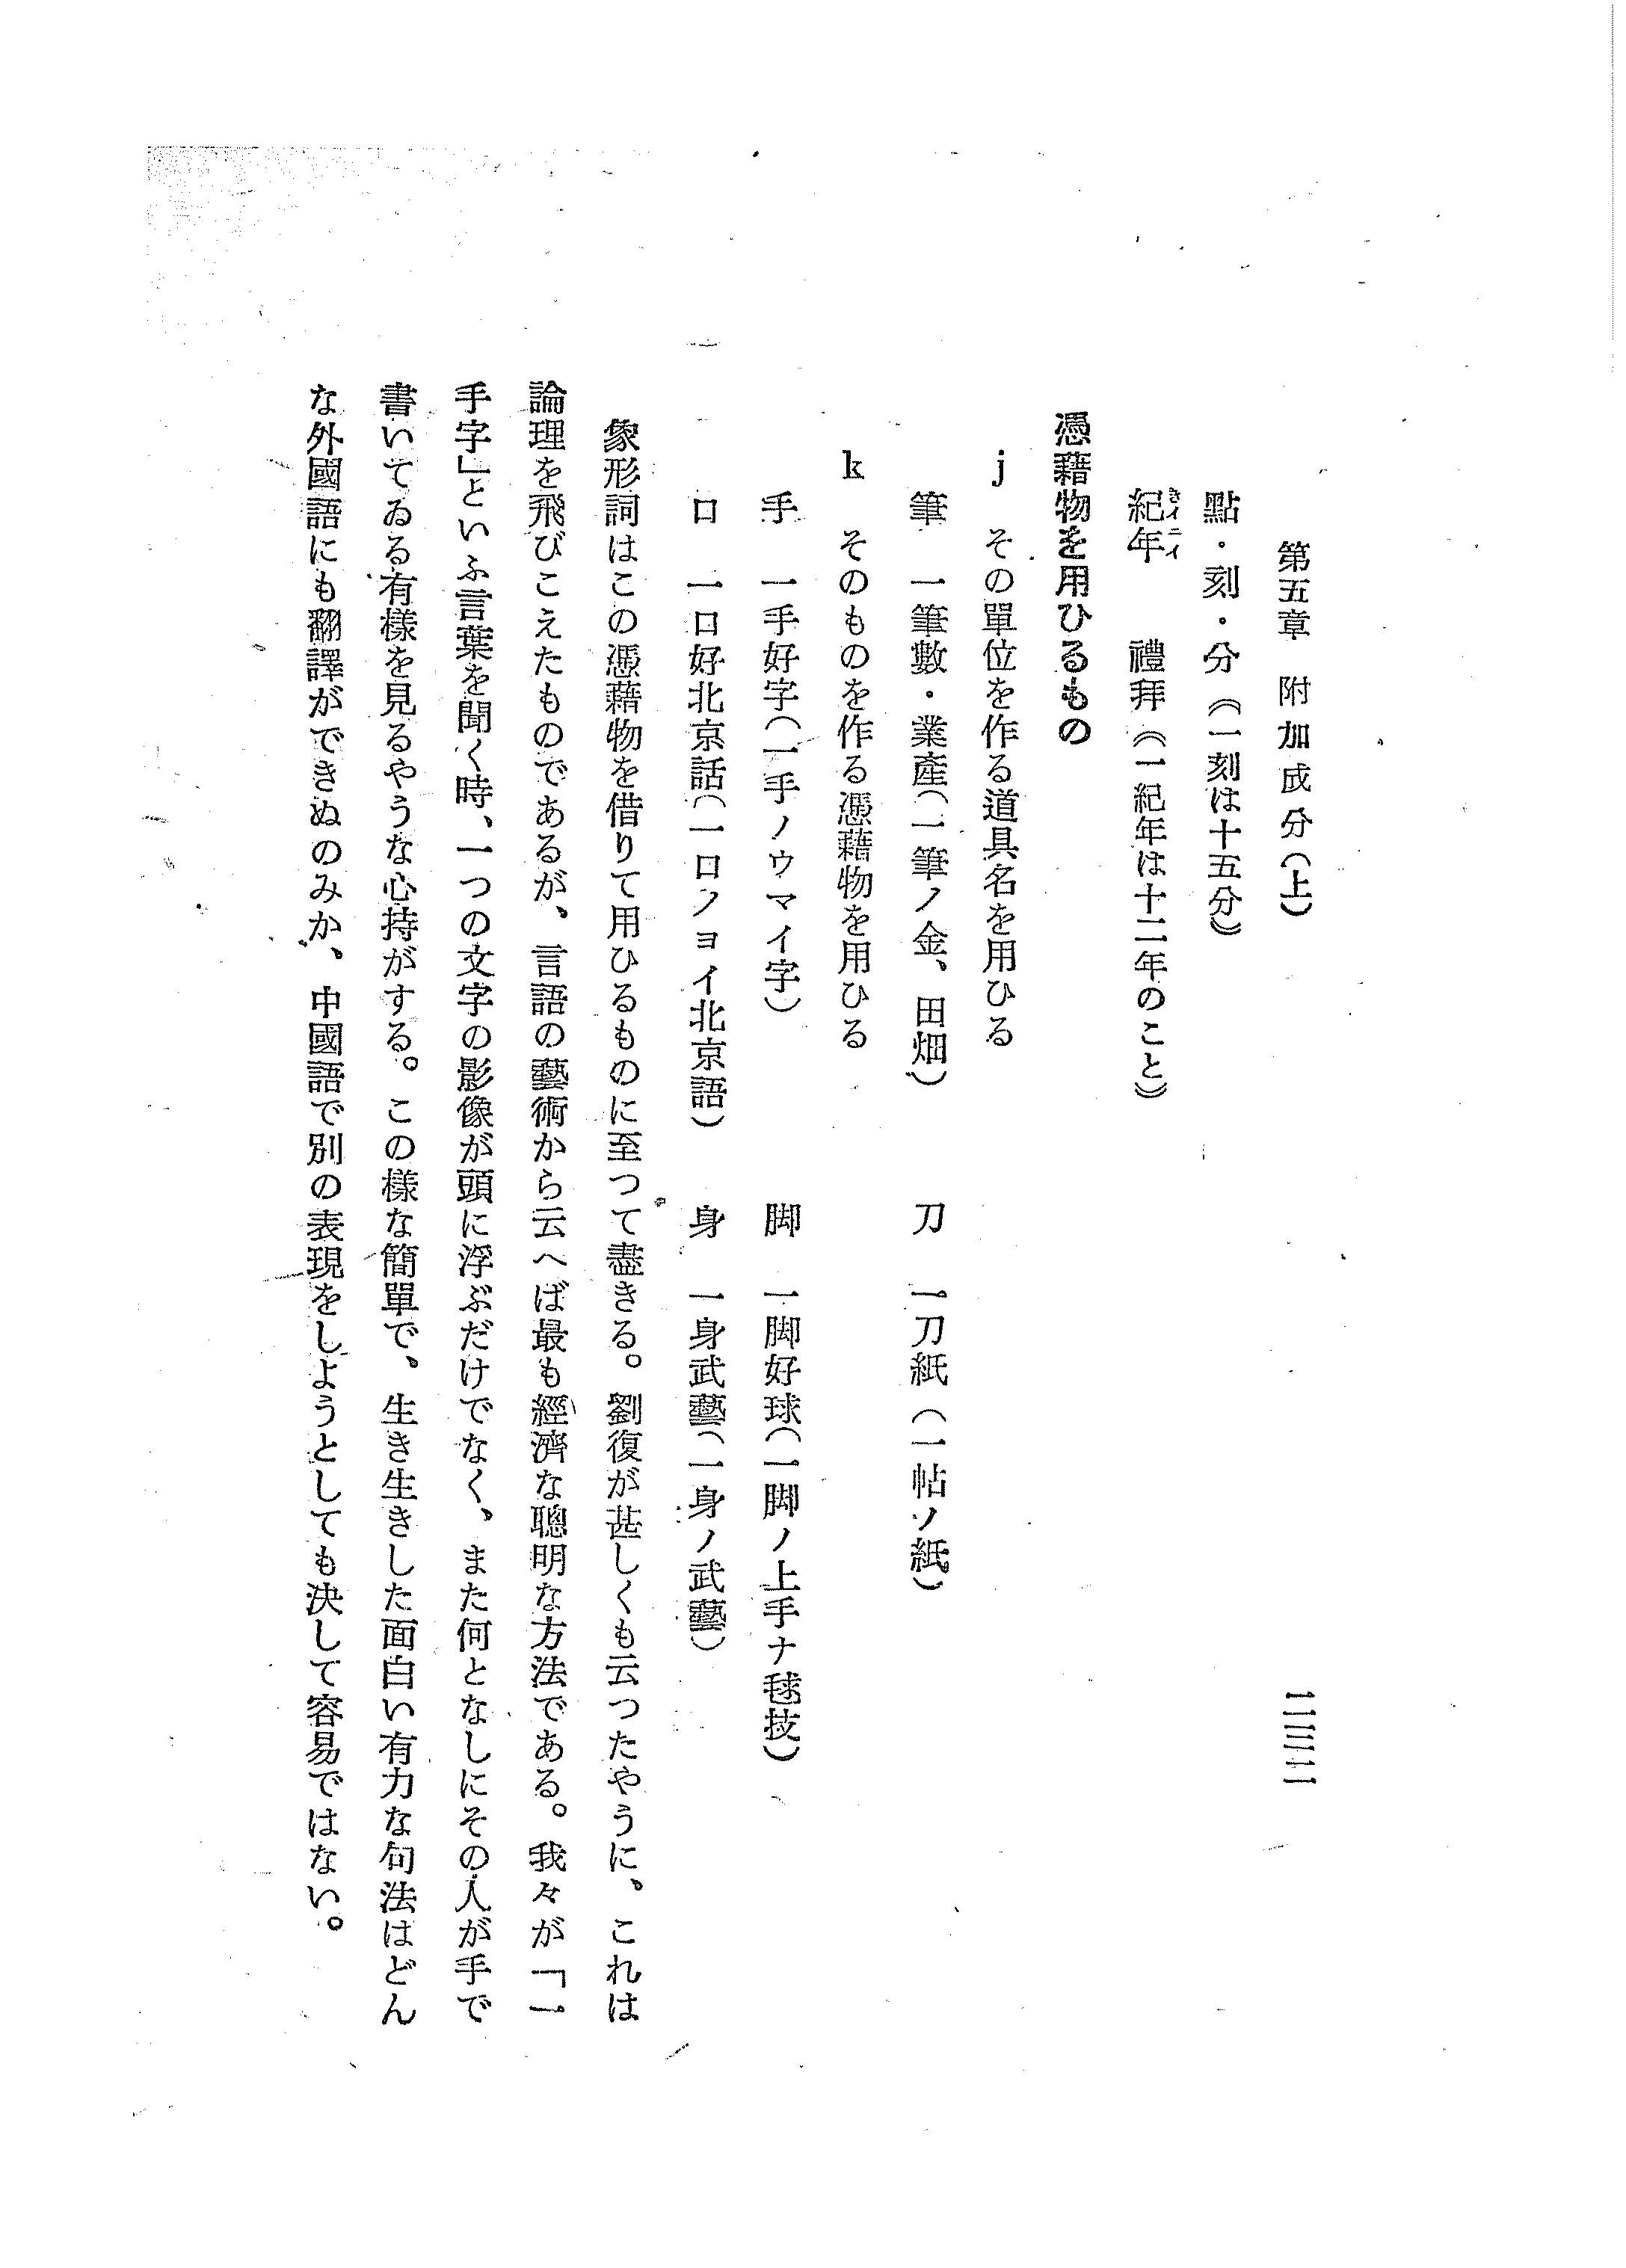 第五章　附加成分（上）　二三二
點・刻・分《一刻は十五分》
紀年　禮拜《一紀年は十二年のこと》
憑藉物を用ひるもの
j　その單位を作る道具名を用ひる
筆　一筆數・業產（一筆ノ金、田畑）　刀　一刀紙（一帖ノ紙）
k　そのものを作る憑藉物を用ひる
手　一手好字（一手ノウマイ字）　脚　一脚好球（一脚ノ上手ナ毬技）
口　一口好北京話（一口ノヨイ北京語）　身　一身武藝（一身ノ武藝）
象形詞はこの憑藉物を借りて用ひるものに至つて盡きる。劉復が甚しくも云つたやうに、これは
論理を飛びこえたものであるが、言語の藝術から云へば最も經濟な聰明な方法である。我々が「一
手字」といふ言葉を聞く時、一つの文字の影像が頭に浮ぶだけでなく、また何となしにその人が手で
書いてゐる有樣を見るやうな心持がする。この樣な簡單で、生き生きした面白い有力な句法はどん
な外國語にも翻譯ができぬのみか、中國語で別の表現をしようとしても決して容易ではない。